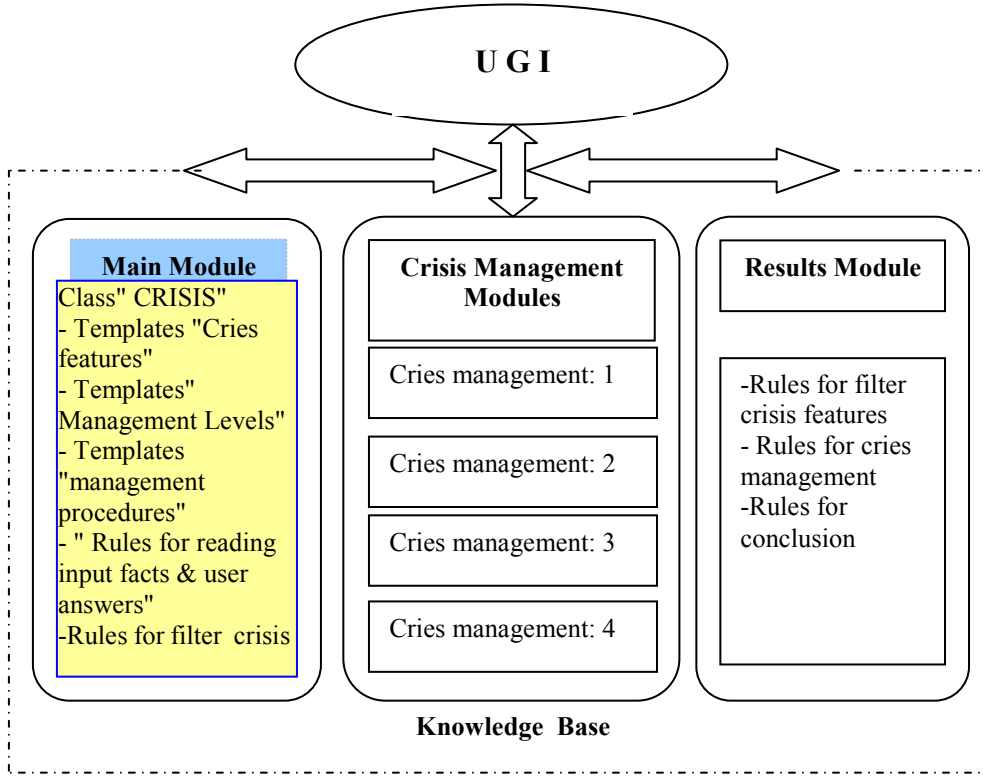 U G I
Main Module
Class" CRISIS"
- Templates "Cries
features"
- Templates"
Management Levels"
- Templates
"management
procedures"
- " Rules for reading
input facts & user
answers"
-Rules for filter crisis
Crisis Management
Modules
Cries management: 1
Cries management: 2
Cries management: 3
Cries management: 4
Results Module
-Rules for filter
crisis features
- Rules for cries
management
-Rules for
conclusion
Knowledge Base